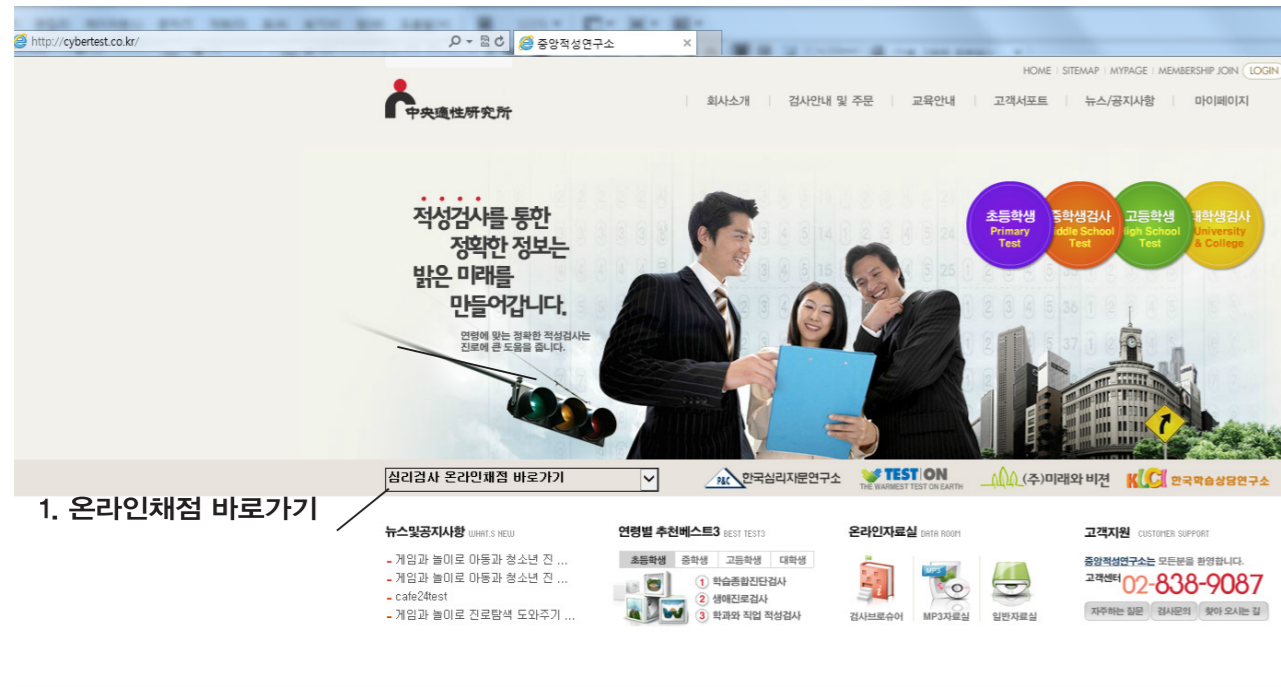 http://cybertest.co.kr/
중앙적성연구소
HOME SITEMAP MYPAGE MEMBERSHIP JOIN LOGIN
中央適性硏究所
회사소개 검사안내 및 주문 교육안내 고객서포트 뉴스/공지사항 마이페이지
적성검사를 통한
정확한 정보는
밝은 미래를
만들어갑니다.
연령에 맞는 정확한 적성검사는
진로에 큰 도움을 줍니다.
초등학생
Primary
Test
중학생검사
Middle School
Test
고등학생
High School
Test
대학생검사
University
& College
심리검사 온라인채점 바로가기
P&C 한국심리자문연구소
TEST ON
THE WARMEST TEST ON EARTH
(주)미래와 비젼
KLCI 한국학습상담연구소
1. 온라인채점 바로가기
뉴스및공지사항 WHAT.S NEW
게임과 놀이로 아동과 청소년 진 ...
게임과 놀이로 아동과 청소년 진 ...
cafe24test
게임과 놀이로 진로탐색 도와주기 ...
연령별 추천베스트3 BEST TEST3
초등학생 중학생 고등학생 대학생
1 학습종합진단검사
2 생애진로검사
3 학과와 직업 적성검사
온라인자료실 DATA ROOM
MP3
검사브로슈어 MP3자료실 일반자료실
고객지원 CUSTOMER SUPPORT
중앙적성연구소는 모든분을 환영합니다.
고객센터 02-838-9087
자주하는 질문 검사문의 찾아 오시는 길